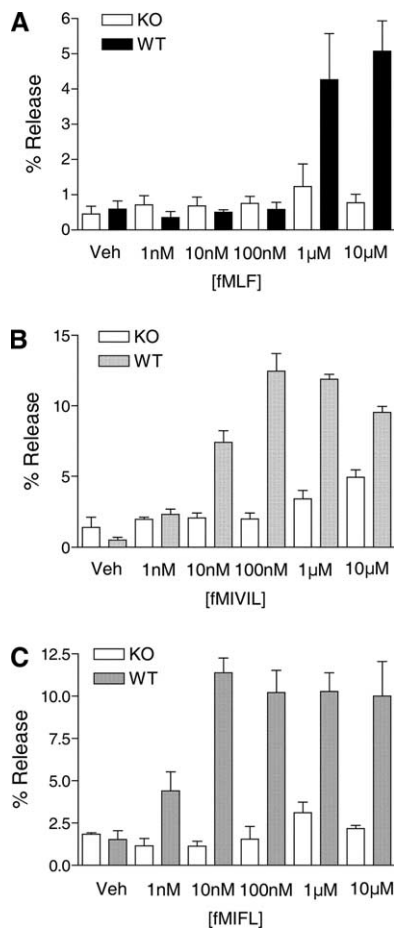 A
KO
WT
% Release
6
5
4
3
2
1
0
Veh 1nM 10nM 100nM 1µM 10µM
[fMLF]
B
KO
WT
% Release
15
10
5
0
Veh 1nM 10nM 100nM 1µM 10µM
[fMIVIL]
C
KO
WT
% Release
12.5
10.0
7.5
5.0
2.5
0.0
Veh 1nM 10nM 100nM 1µM 10µM
[fMIFL]